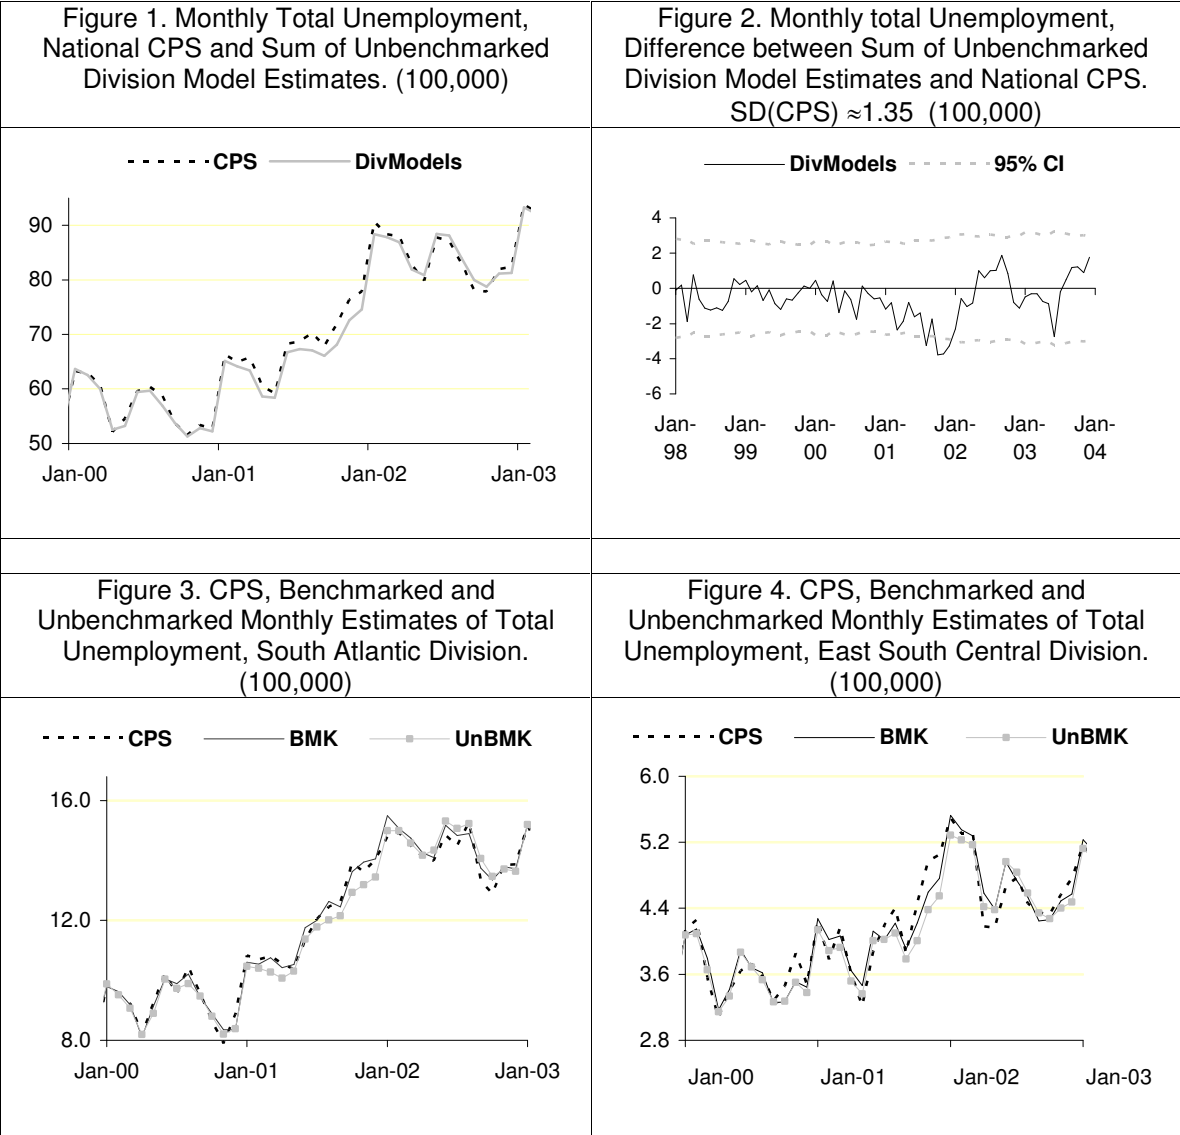 Figure 1. Monthly Total Unemployment,
National CPS and Sum of Unbenchmarked
Division Model Estimates. (100,000)
Figure 2. Monthly total Unemployment,
Difference between Sum of Unbenchmarked
Division Model Estimates and National CPS.
SD(CPS) ≈1.35 (100,000)
CPS DivModels
90
80
70
60
50
Jan-00 Jan-01 Jan-02 Jan-03
DivModels 95% CI
4
2
0
-2
-4
-6
Jan- Jan- Jan- Jan- Jan- Jan- Jan-
98 99 00 01 02 03 04
Figure 3. CPS, Benchmarked and
Unbenchmarked Monthly Estimates of Total
Unemployment, South Atlantic Division.
(100,000)
Figure 4. CPS, Benchmarked and
Unbenchmarked Monthly Estimates of Total
Unemployment, East South Central Division.
(100,000)
CPS BMK UnBMK
16.0
12.0
8.0
Jan-00 Jan-01 Jan-02 Jan-03
CPS BMK UnBMK
6.0
5.2
4.4
3.6
2.8
Jan-00 Jan-01 Jan-02 Jan-03